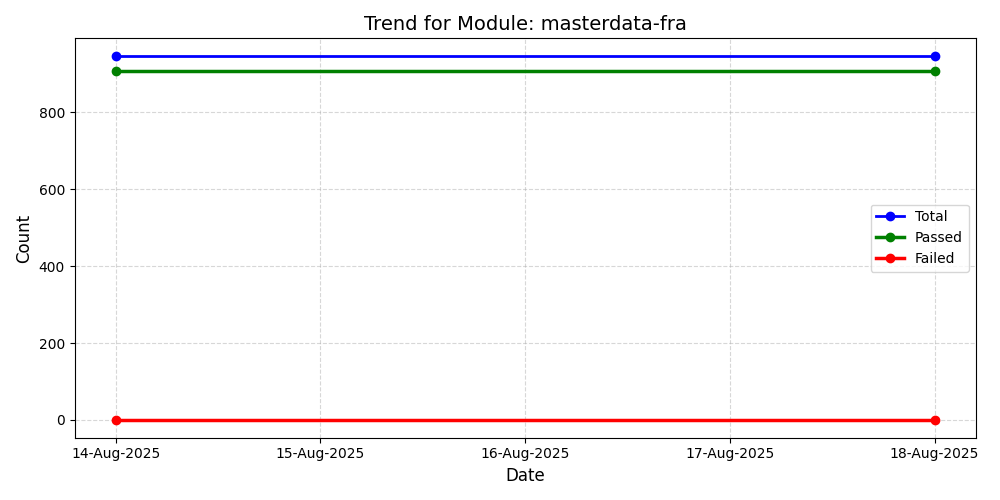 Trend for Module: masterdata-fra
Count
800
600
400
200
0
Total
Passed
Failed
14-Aug-2025
15-Aug-2025
16-Aug-2025
17-Aug-2025
18-Aug-2025
Date